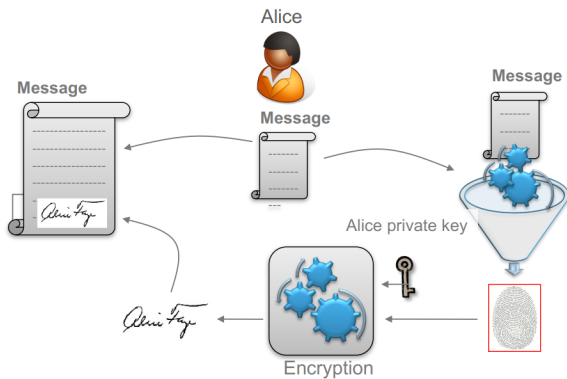 Alice
Message
Message
Message
Alice private key
Encryption